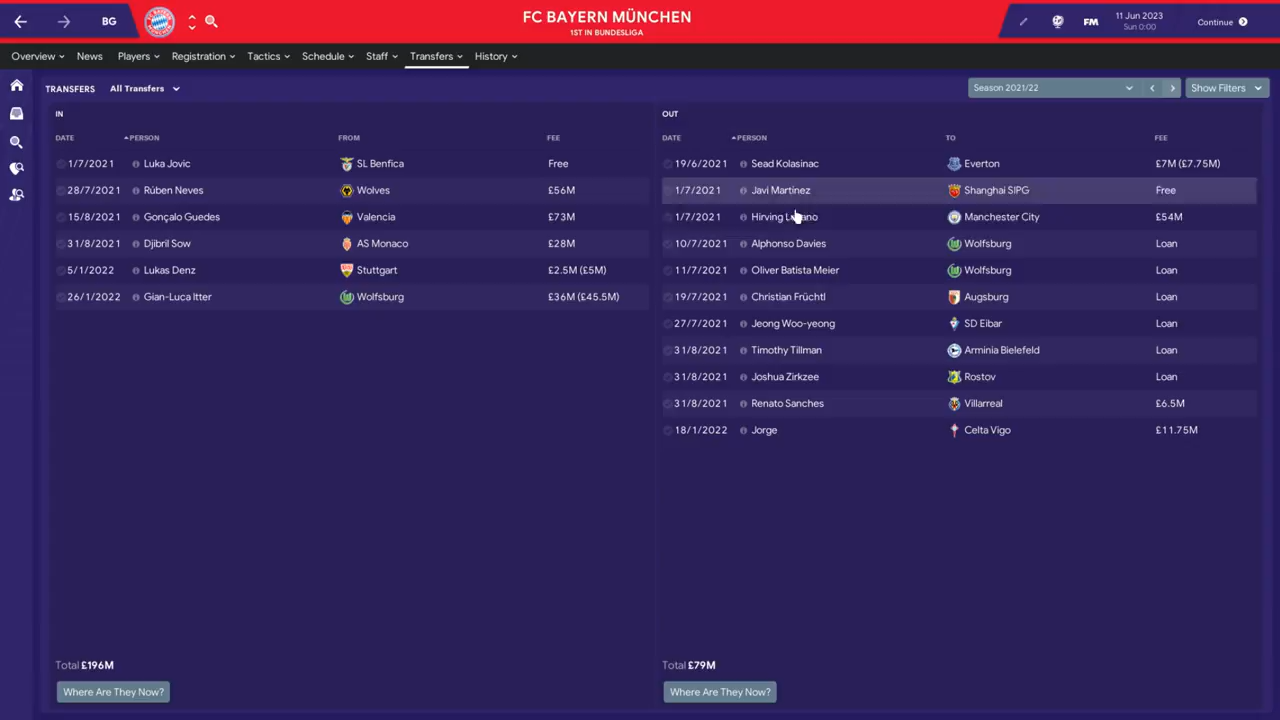 BG
FC BAYERN MÜNCHEN
1ST IN BUNDESLIGA
FM
11 Jun 2023
Sun 0:00
Continue
Overview News Players Registration Tactics Schedule Staff Transfers History
TRANSFERS All Transfers
Season 2021/22
Show Filters
IN
DATE PERSON FROM FEE
1/7/2021 Luka Jovic SL Benfica Free
28/7/2021 Rúben Neves Wolves £56M
15/8/2021 Gonçalo Guedes Valencia £73M
31/8/2021 Djibril Sow AS Monaco £28M
5/1/2022 Lukas Denz Stuttgart £2.5M (£5M)
26/1/2022 Gian-Luca Itter Wolfsburg £36M (£45.5M)
Total £196M
Where Are They Now?
OUT
DATE PERSON TO FEE
19/6/2021 Sead Kolasinac Everton £7M (£7.75M)
1/7/2021 Javi Martínez Shanghai SIPG Free
1/7/2021 Hirving Manchester City £54M
10/7/2021 Alphonso Davies Wolfsburg Loan
11/7/2021 Oliver Batista Meier Wolfsburg Loan
19/7/2021 Christian Früchtl Augsburg Loan
27/7/2021 Jeong Woo-yeong SD Eibar Loan
31/8/2021 Timothy Tillman Arminia Bielefeld Loan
31/8/2021 Joshua Zirkzee Rostov Loan
31/8/2021 Renato Sanches Villarreal £6.5M
18/1/2022 Jorge Celta Vigo £11.75M
Total £79M
Where Are They Now?